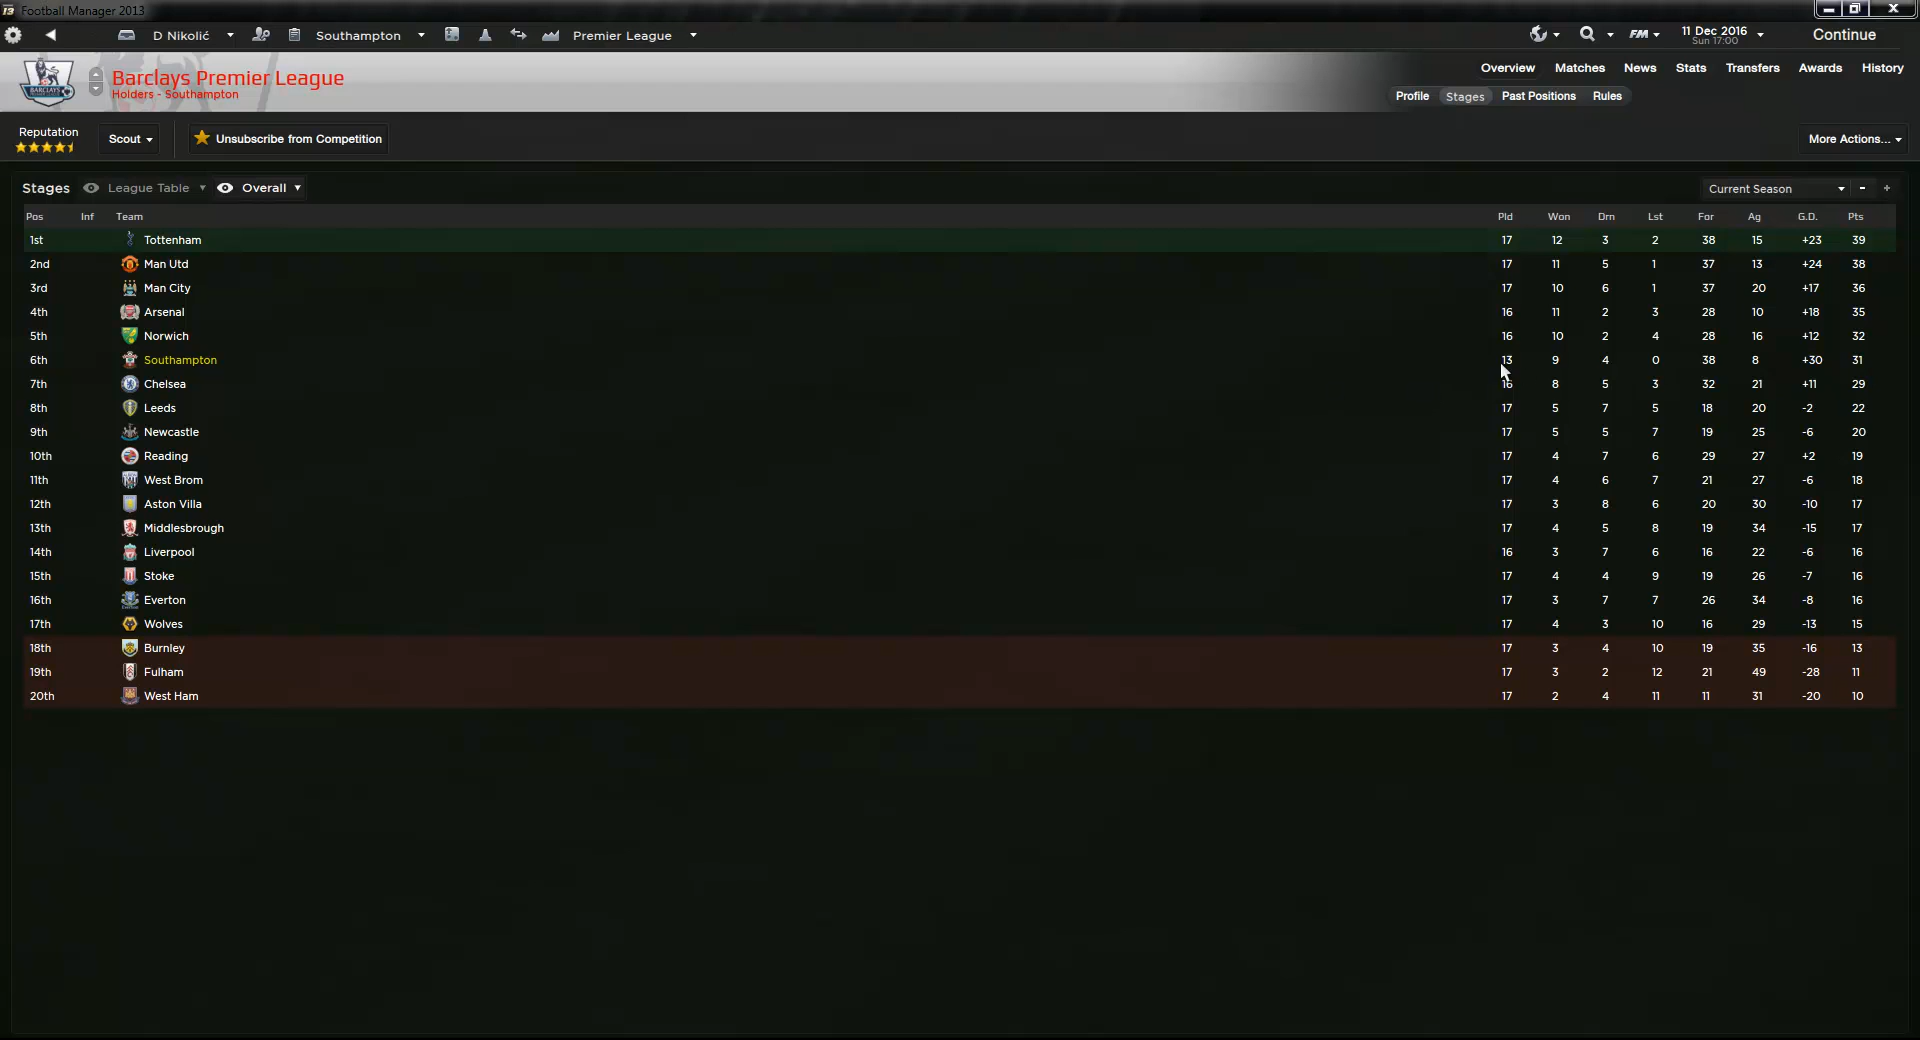 Football Manager 2013
D Nikolić Southampton Premier League 11 Dec 2016 Continue
Sun 17:00
Barclays Premier League
Holders - Southampton
Overview Matches News Stats Transfers Awards History
Profile Stages Past Positions Rules
Reputation Scout Unsubscribe from Competition More Actions...
Stages League Table Overall Current Season - +
Pos Inf Team Pld Won Drn Lst For Ag G.D. Pts
1st Tottenham 17 12 3 2 38 15 +23 39
2nd Man Utd 17 11 5 1 37 13 +24 38
3rd Man City 17 10 6 1 37 20 +17 36
4th Arsenal 16 11 2 3 28 10 +18 35
5th Norwich 16 10 2 4 28 16 +12 32
6th Southampton 13 9 4 0 38 8 +30 31
7th Chelsea 16 8 5 3 32 21 +11 29
8th Leeds 17 5 7 5 18 20 -2 22
9th Newcastle 17 5 5 7 19 25 -6 20
10th Reading 17 4 7 6 29 27 +2 19
11th West Brom 17 4 6 7 21 27 -6 18
12th Aston Villa 17 3 8 6 20 30 -10 17
13th Middlesbrough 17 4 5 8 19 34 -15 17
14th Liverpool 16 3 7 6 16 22 -6 16
15th Stoke 17 4 4 9 19 26 -7 16
16th Everton 17 3 7 7 26 34 -8 16
17th Wolves 17 4 3 10 16 29 -13 15
18th Burnley 17 3 4 10 19 35 -16 13
19th Fulham 17 3 2 12 21 49 -28 11
20th West Ham 17 2 4 11 11 31 -20 10